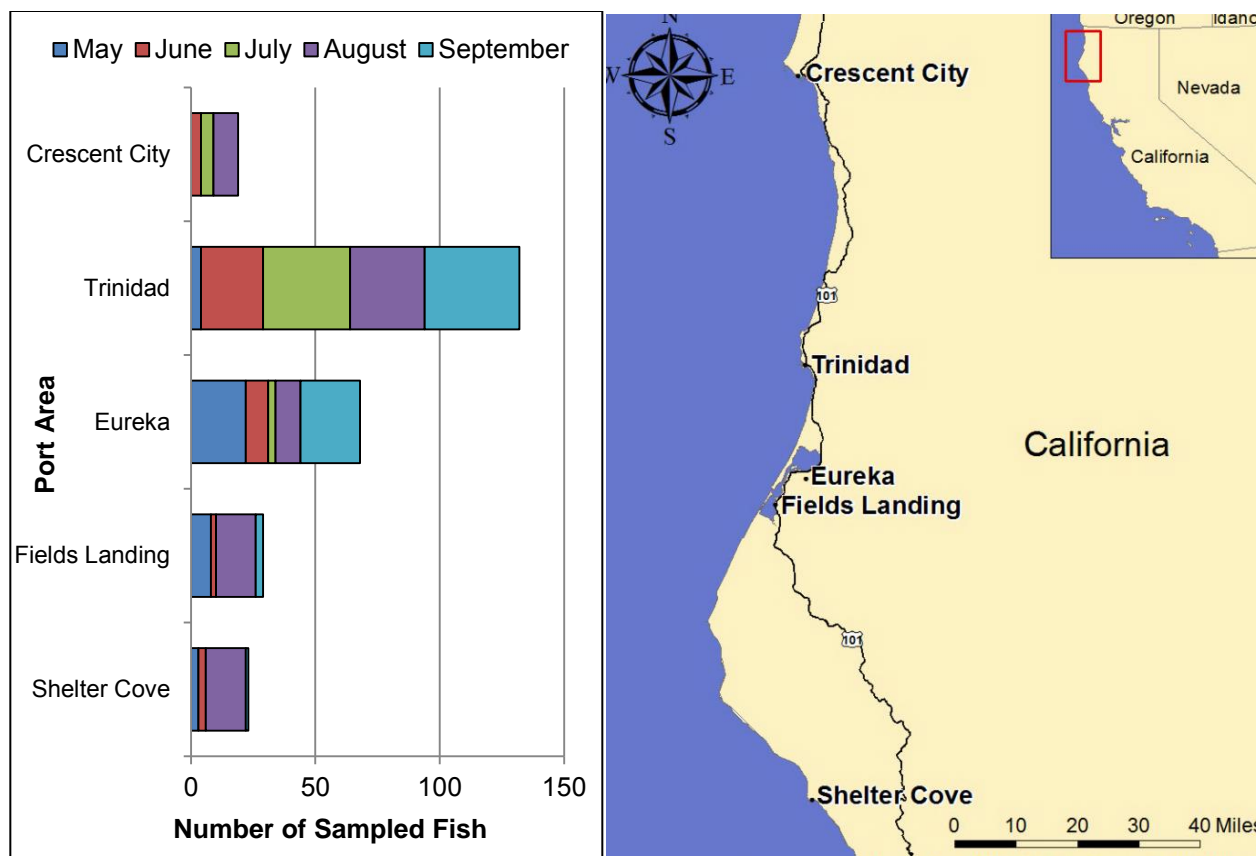 May June July August September
Crescent City
Trinidad
Eureka
Fields Landing
Shelter Cove
Port Area
0 50 100 150
Number of Sampled Fish
N
W E
S
Crescent City
101
Trinidad
Eureka
Fields Landing
California
101
Shelter Cove
0 10 20 30 40 Miles
Oregon Idaho
Nevada
California